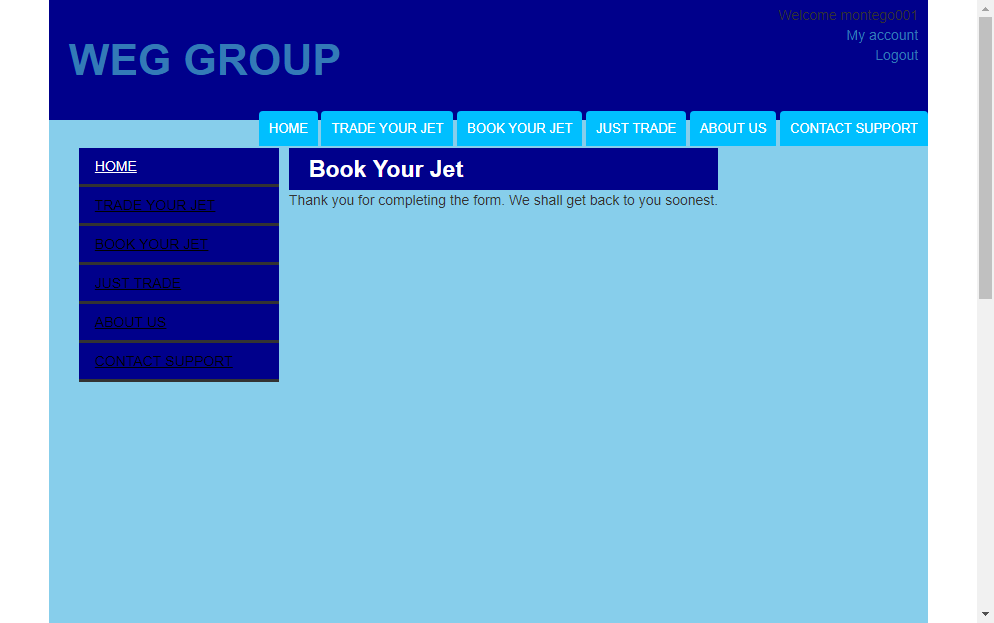 Welcome montego001
My account
Logout
WEG GROUP
HOME TRADE YOUR JET BOOK YOUR JET JUST TRADE ABOUT US CONTACT SUPPORT
HOME
TRADE YOUR JET
BOOK YOUR JET
JUST TRADE
ABOUT US
CONTACT SUPPORT
Book Your Jet
Thank you for completing the form. We shall get back to you soonest.